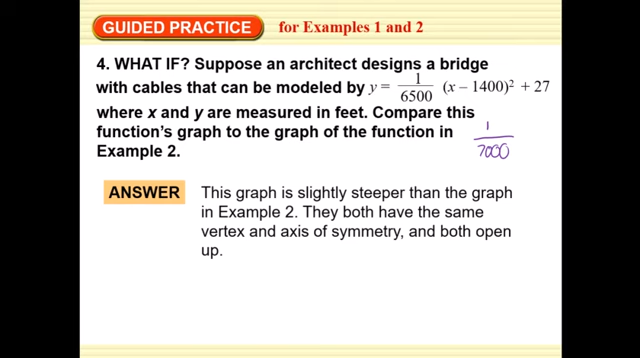 GUIDED PRACTICE for Examples 1 and 2
4. WHAT IF? Suppose an architect designs a bridge
with cables that can be modeled by y = 1/6500 (x – 1400)² + 27
where x and y are measured in feet. Compare this
function's graph to the graph of the function in
Example 2.
1/7000
ANSWER
This graph is slightly steeper than the graph
in Example 2. They both have the same
vertex and axis of symmetry, and both open
up.